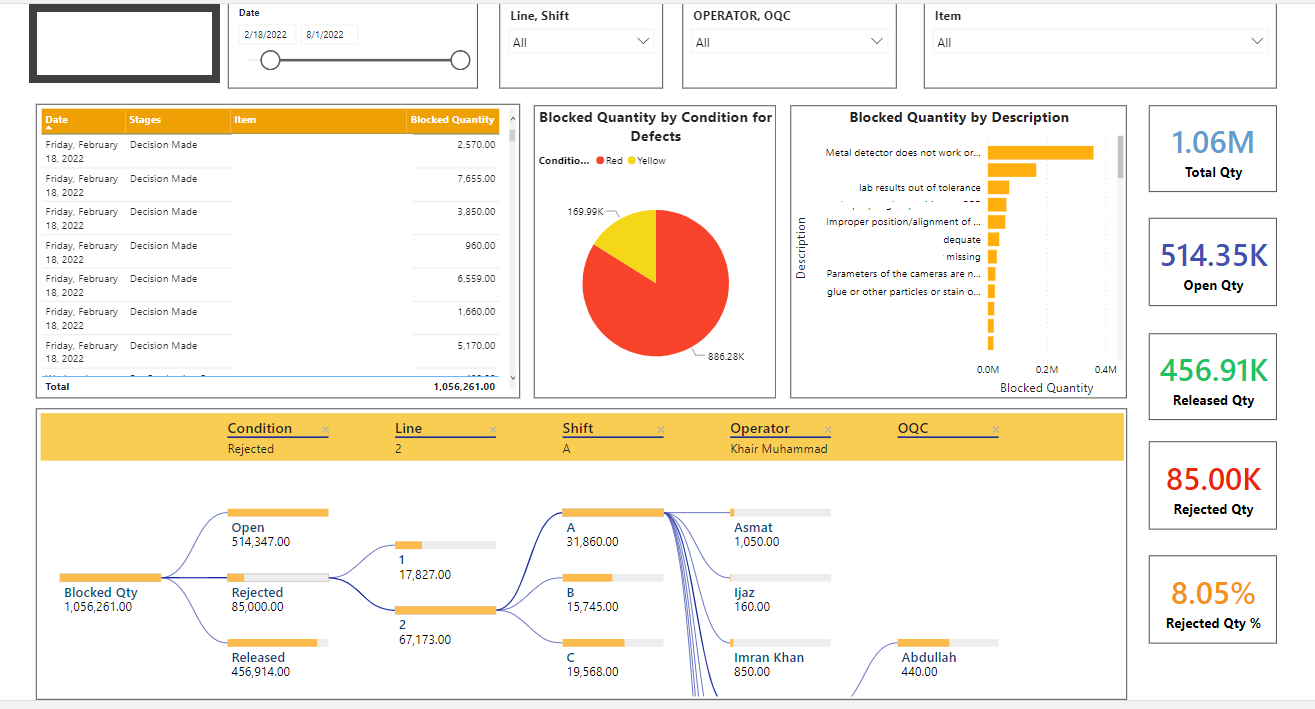 Date
2/18/2022 8/1/2022
Line, Shift
All
OPERATOR, OQC
All
Item
All
Date Stages Item Blocked Quantity
Friday, February 18, 2022 Decision Made 2,570.00
Friday, February 18, 2022 Decision Made 7,655.00
Friday, February 18, 2022 Decision Made 3,850.00
Friday, February 18, 2022 Decision Made 960.00
Friday, February 18, 2022 Decision Made 6,559.00
Friday, February 18, 2022 Decision Made 1,660.00
Friday, February 18, 2022 Decision Made 5,170.00
Total 1,056,261.00
Blocked Quantity by Condition for
Defects
Conditio... Red Yellow
169.99K
886.28K
Blocked Quantity by Description
Description
Metal detector does not work or...
lab results out of tolerance
Improper position/alignment of ...
dequate
missing
Parameters of the cameras are n...
glue or other particles or stain o...
0.0M 0.2M 0.4M
Blocked Quantity
1.06M
Total Qty
514.35K
Open Qty
456.91K
Released Qty
85.00K
Rejected Qty
8.05%
Rejected Qty %
Condition Line Shift Operator OQC
Rejected 2 A Khair Muhammad
Blocked Qty
1,056,261.00
Open
514,347.00
Rejected
85,000.00
Released
456,914.00
1
17,827.00
2
67,173.00
A
31,860.00
B
15,745.00
C
19,568.00
Asmat
1,050.00
Ijaz
160.00
Imran Khan
850.00
Abdullah
440.00